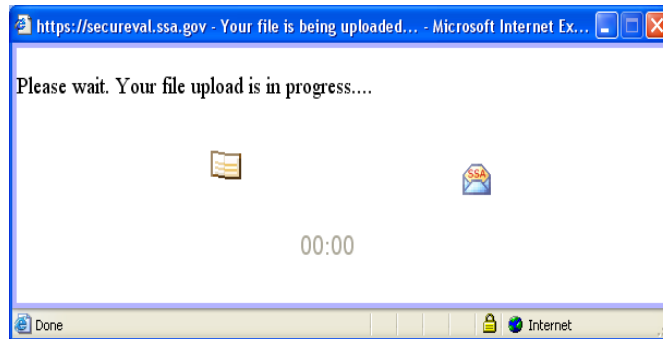 https://secureval.ssa.gov - Your file is being uploaded... - Microsoft Internet Ex...
Please wait. Your file upload is in progress....
SSA
00:00
Done
Internet